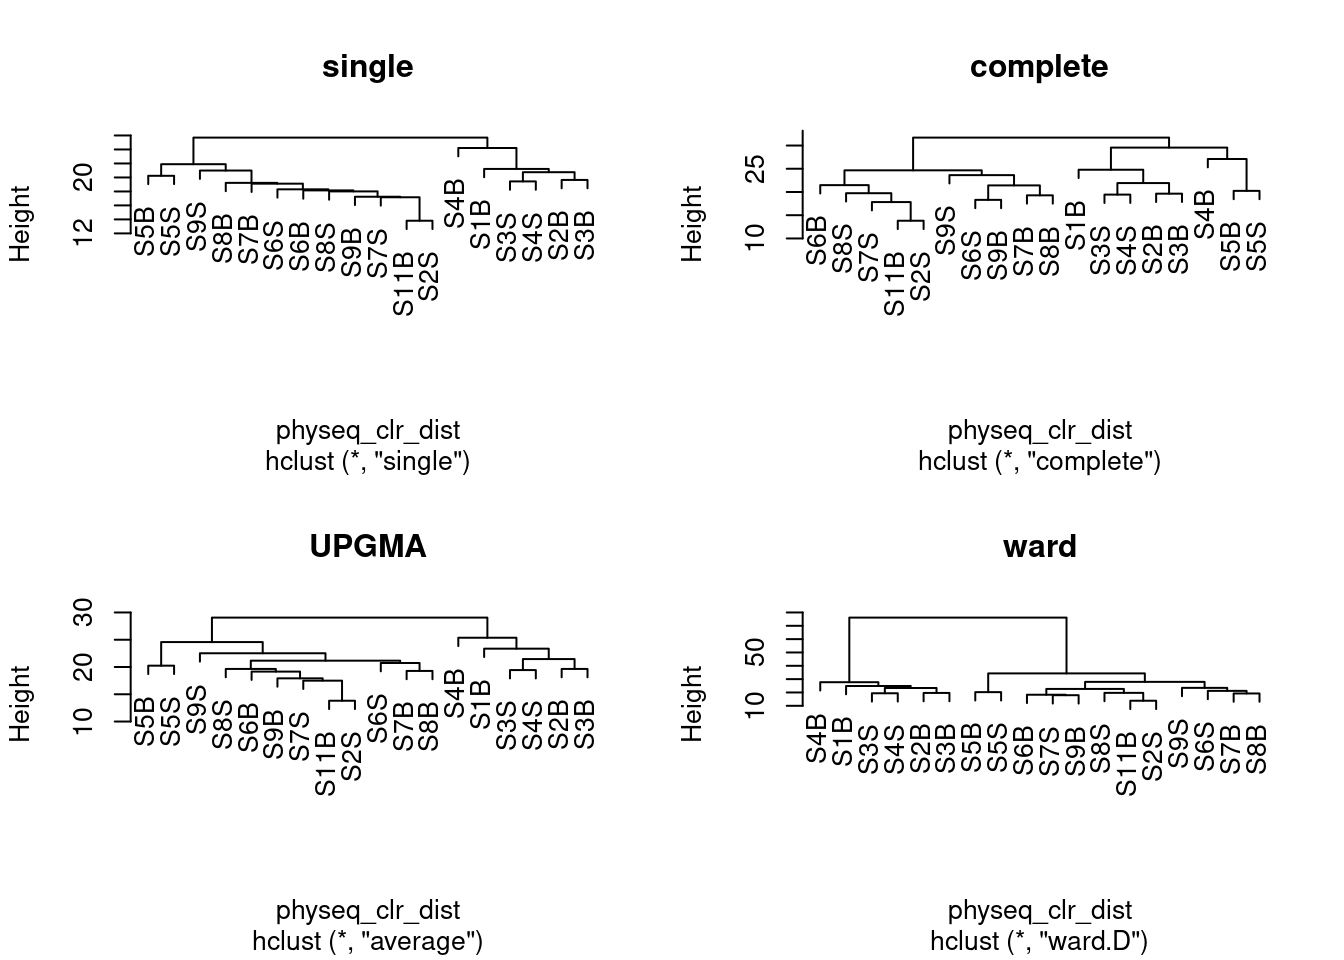 single
Height
12 20
S5B S5S S9S S8B S7B S6S S6B S8S S9B S7S S11B S2S S4B S1B S3S S4S S2B S3B
physeq_clr_dist
hclust (*, "single")
complete
Height
10 25
S6B S8S S7S S11B S2S S9S S6S S9B S7B S8B S1B S3S S4S S2B S3B S4B S5B S5S
physeq_clr_dist
hclust (*, "complete")
UPGMA
Height
10 20 30
S5B S5S S9S S8S S6B S9B S7S S11B S2S S6S S7B S8B S4B S1B S3S S4S S2B S3B
physeq_clr_dist
hclust (*, "average")
ward
Height
10 50
S4B S1B S3S S4S S2B S3B S5B S5S S6B S7S S9B S8S S11B S2S S9S S6S S7B S8B
physeq_clr_dist
hclust (*, "ward.D")